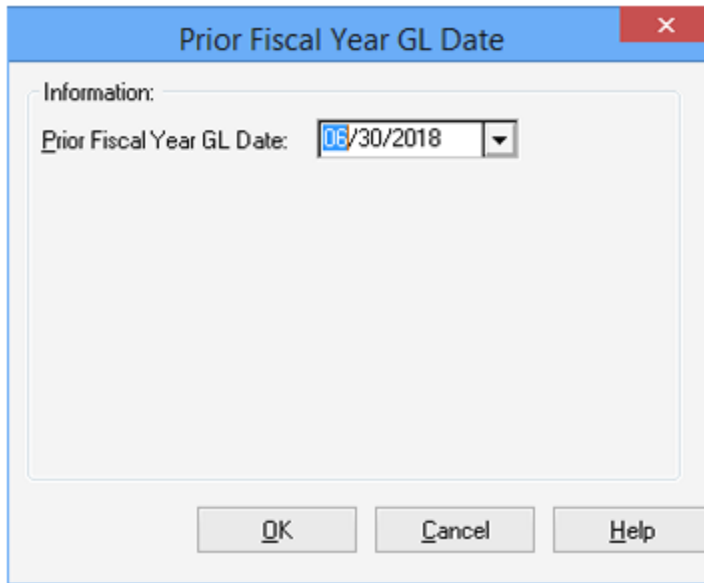 Prior Fiscal Year GL Date
Information:
Prior Fiscal Year GL Date: 06/30/2018
OK Cancel Help